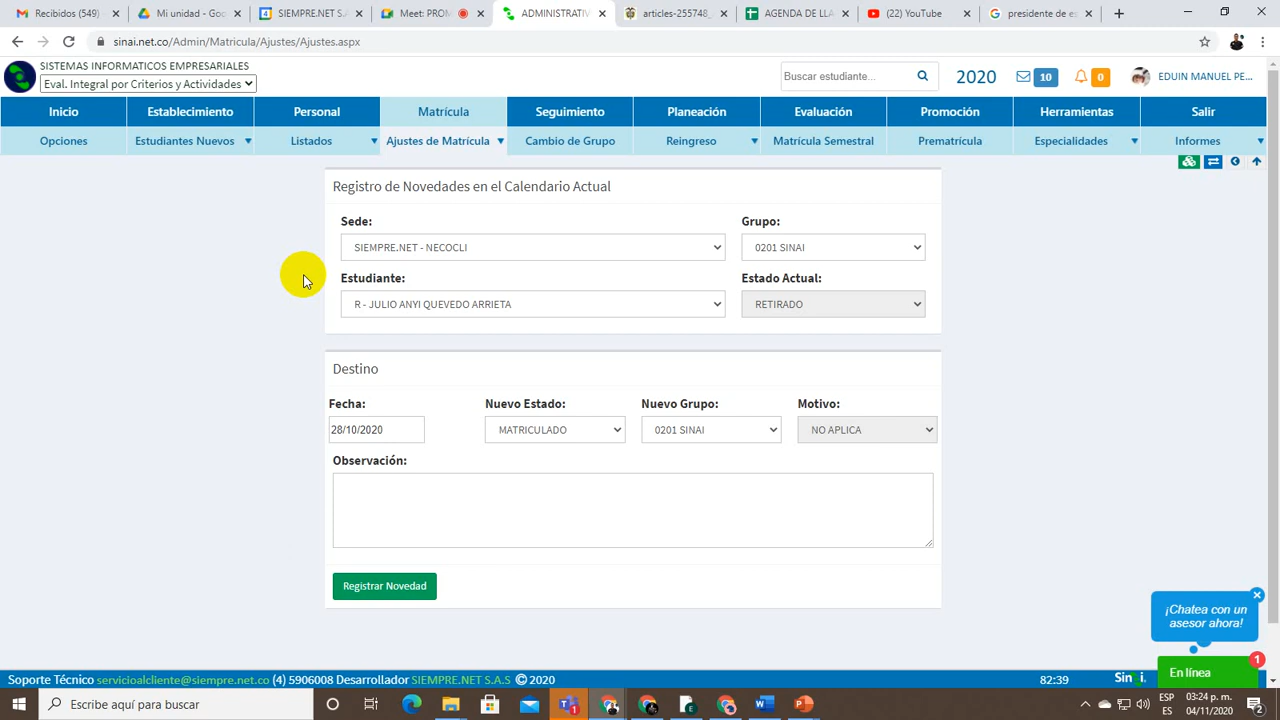 Recibidos (549)
Mi unidad - Goo
SIEMPRE.NET S.A
Meet: PROM
ADMINISTRATIV
articles-255748_
AGENDA DE LLA
(22) YouTube
presidente de es
sinai.net.co/Admin/Matricula/Ajustes/Ajustes.aspx
SISTEMAS INFORMATICOS EMPRESARIALES
Eval. Integral por Criterios y Actividades
Buscar estudiante...
2020
10
0
EDUIN MANUEL PE...
Inicio
Establecimiento
Personal
Matrícula
Seguimiento
Planeación
Evaluación
Promoción
Herramientas
Salir
Opciones
Estudiantes Nuevos
Listados
Ajustes de Matrícula
Cambio de Grupo
Reingreso
Matrícula Semestral
Prematrícula
Especialidades
Informes
Registro de Novedades en el Calendario Actual
Sede:
Grupo:
SIEMPRE.NET - NECOCLI
0201 SINAI
Estudiante:
Estado Actual:
R - JULIO ANYI QUEVEDO ARRIETA
RETIRADO
Destino
Fecha:
Nuevo Estado:
Nuevo Grupo:
Motivo:
28/10/2020
MATRICULADO
0201 SINAI
NO APLICA
Observación:
Registrar Novedad
¡Chatea con un
asesor ahora!
1
En línea
Soporte Técnico servicioalcliente@siempre.net.co (4) 5906008 Desarrollador SIEMPRE.NET S.A.S © 2020
82:39
Sin i.
Escribe aquí para buscar
ESP
ES
03:24 p. m.
04/11/2020
2